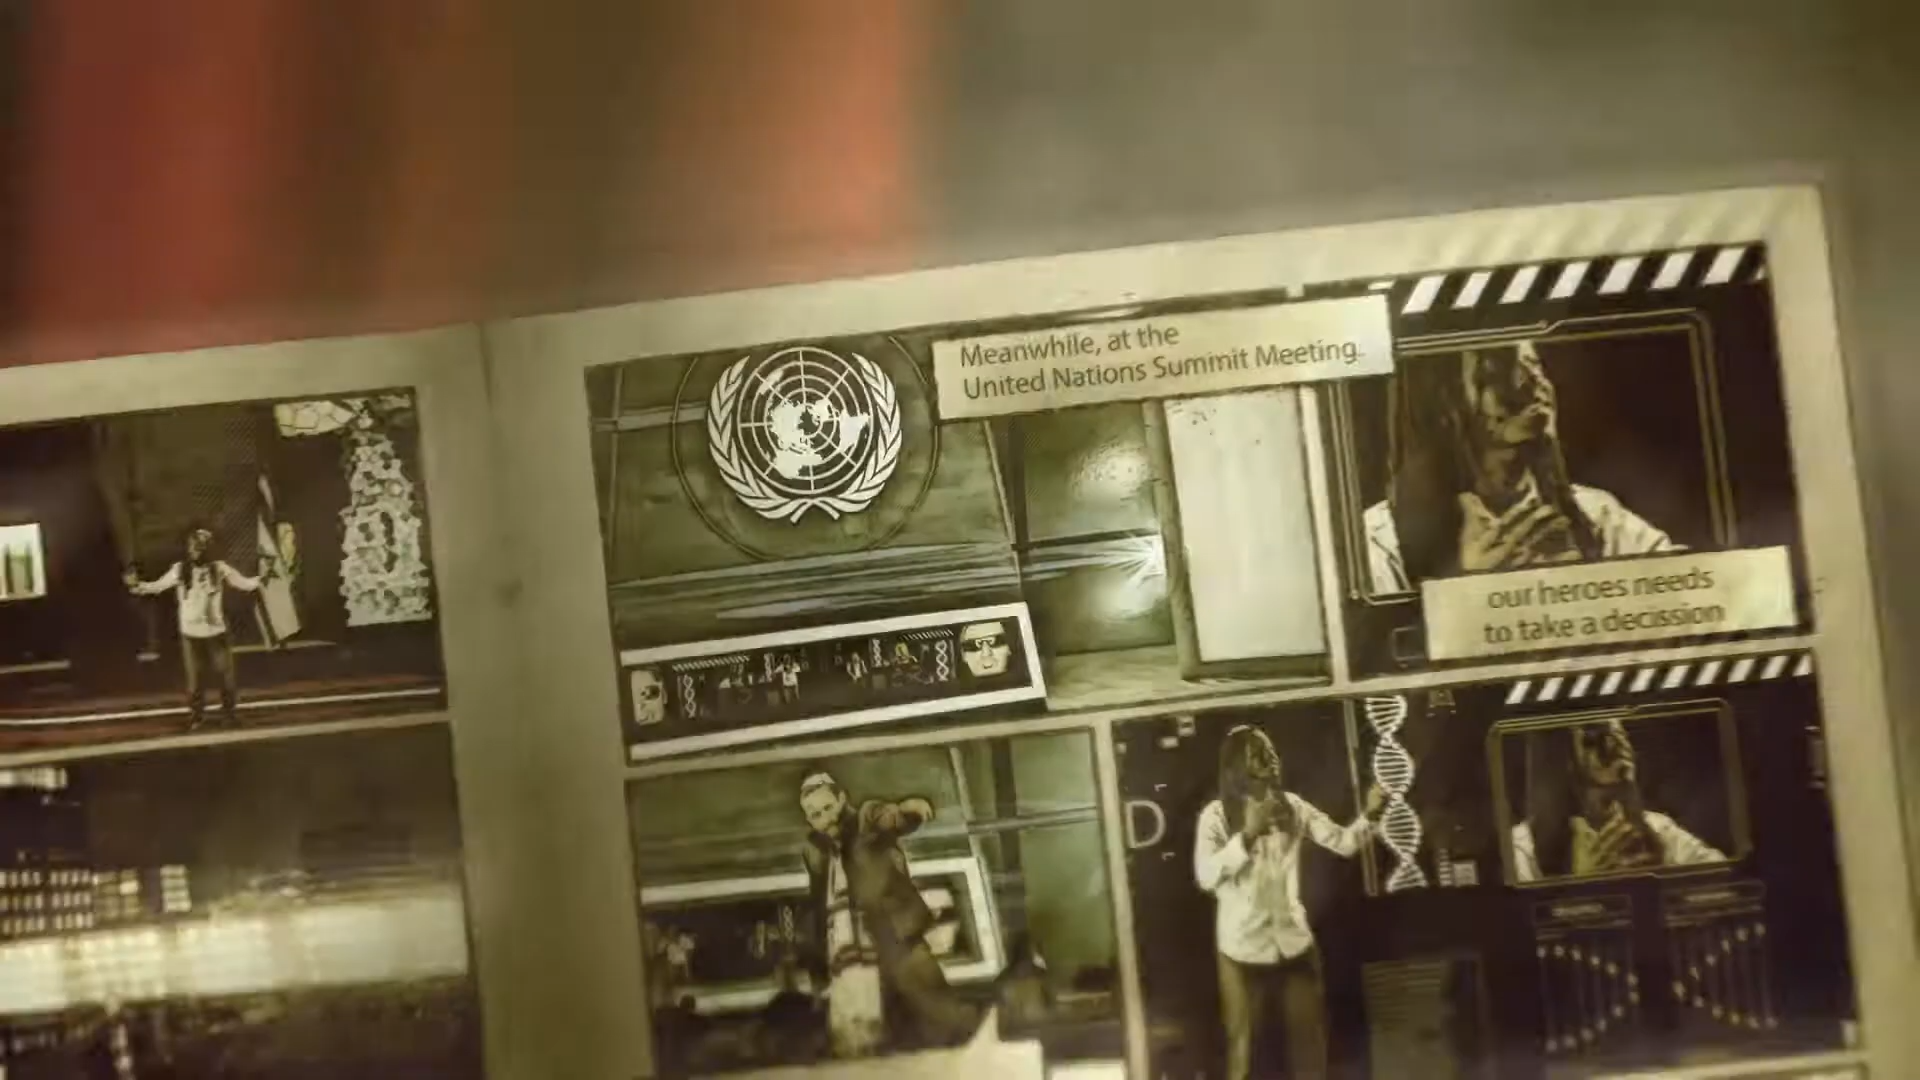 Meanwhile, at the
United Nations Summit Meeting.
our heroes needs
to take a decission
D